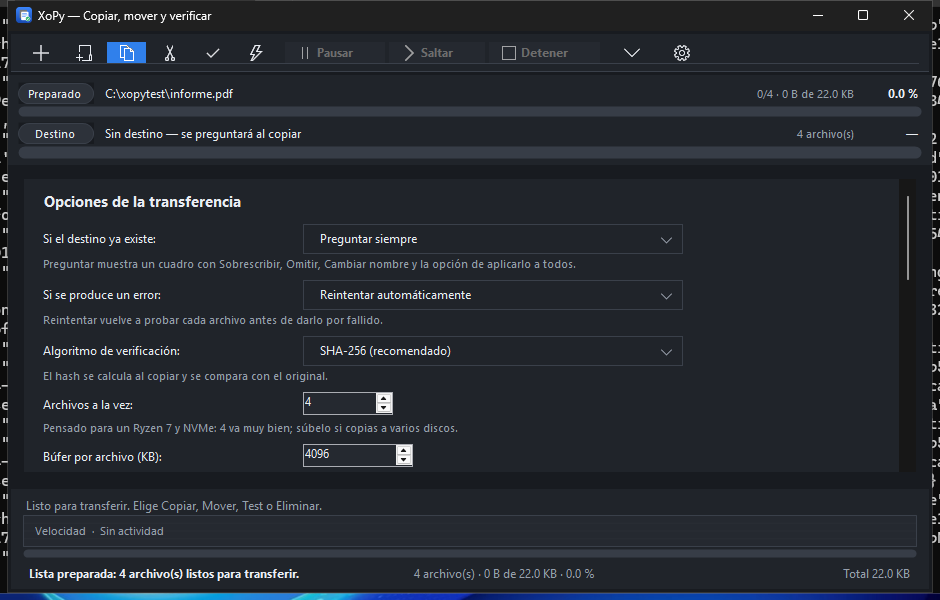 XoPy — Copiar, mover y verificar
Pausar Saltar Detener
Preparado C:\xopytest\informe.pdf 0/4 · 0 B de 22.0 KB 0.0 %
Destino Sin destino — se preguntará al copiar 4 archivo(s) —
Opciones de la transferencia
Si el destino ya existe: Preguntar siempre
Preguntar muestra un cuadro con Sobrescribir, Omitir, Cambiar nombre y la opción de aplicarlo a todos.
Si se produce un error: Reintentar automáticamente
Reintentar vuelve a probar cada archivo antes de darlo por fallido.
Algoritmo de verificación: SHA-256 (recomendado)
El hash se calcula al copiar y se compara con el original.
Archivos a la vez: 4
Pensado para un Ryzen 7 y NVMe: 4 va muy bien; súbelo si copias a varios discos.
Búfer por archivo (KB): 4096
Listo para transferir. Elige Copiar, Mover, Test o Eliminar.
Velocidad · Sin actividad
Lista preparada: 4 archivo(s) listos para transferir. 4 archivo(s) · 0 B de 22.0 KB · 0.0 % Total 22.0 KB